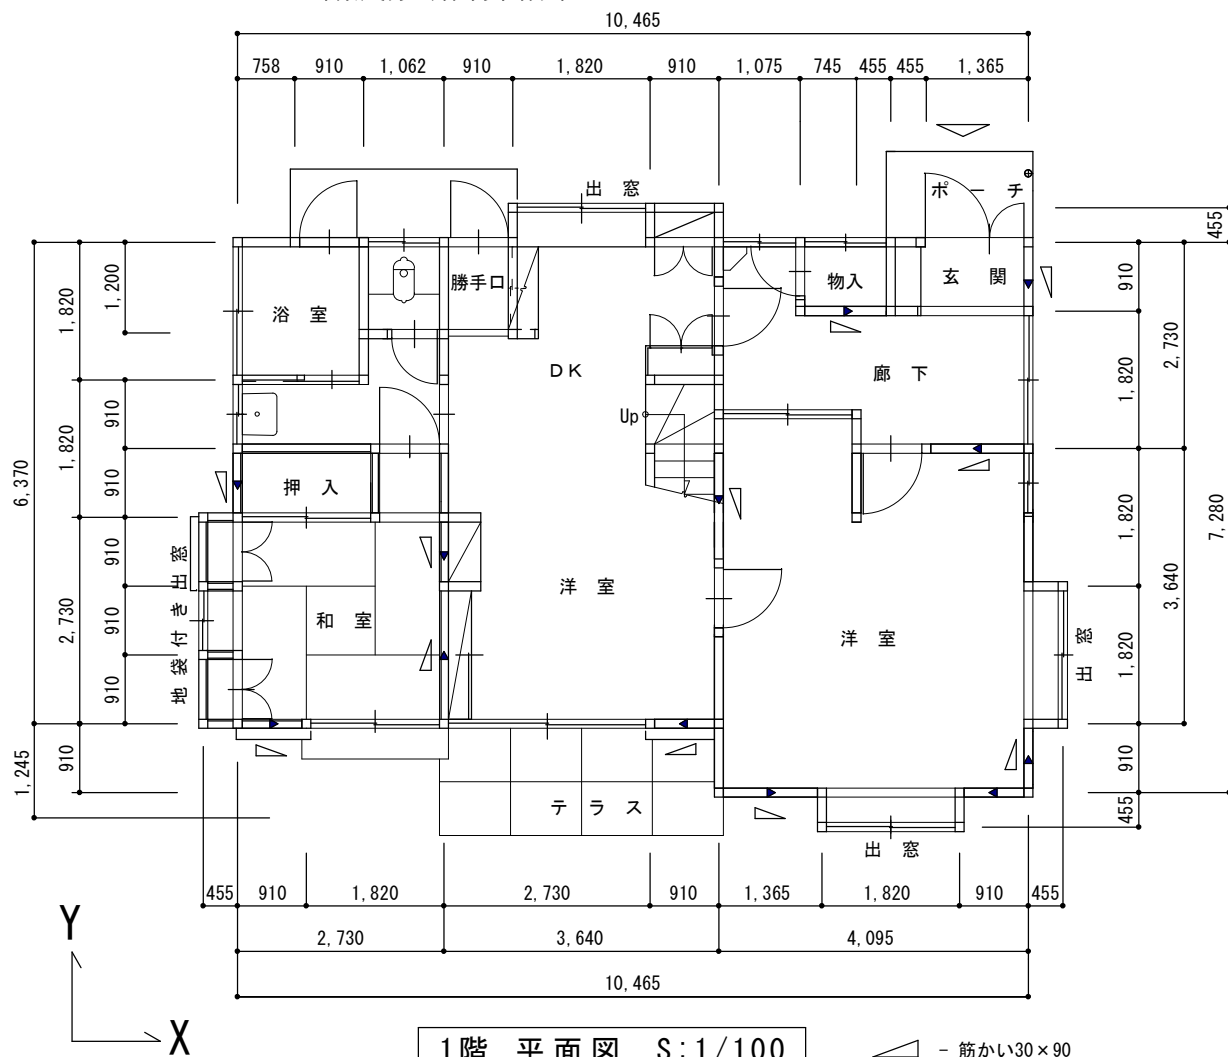 10,465
758 910 1,062 910 1,820 910 1,075 745 455 455 1,365
出 窓
ポ ー チ
455
1,200
1,820
910
浴 室
勝手口
物入
玄 関
910
2,730
DK
廊 下
1,820
Up
6,370
1,820
910
押 入
7,280
910
地袋付き出窓
2,730
910
910
和 室
洋 室
洋 室
1,820
3,640
1,820
出 窓
1,245
910
テ ラ ス
910
455
出 窓
455 910 1,820 2,730 910 1,365 1,820 910 455
2,730 3,640 4,095
10,465
Y
X
1階 平面図 S:1/100
- 筋かい30×90